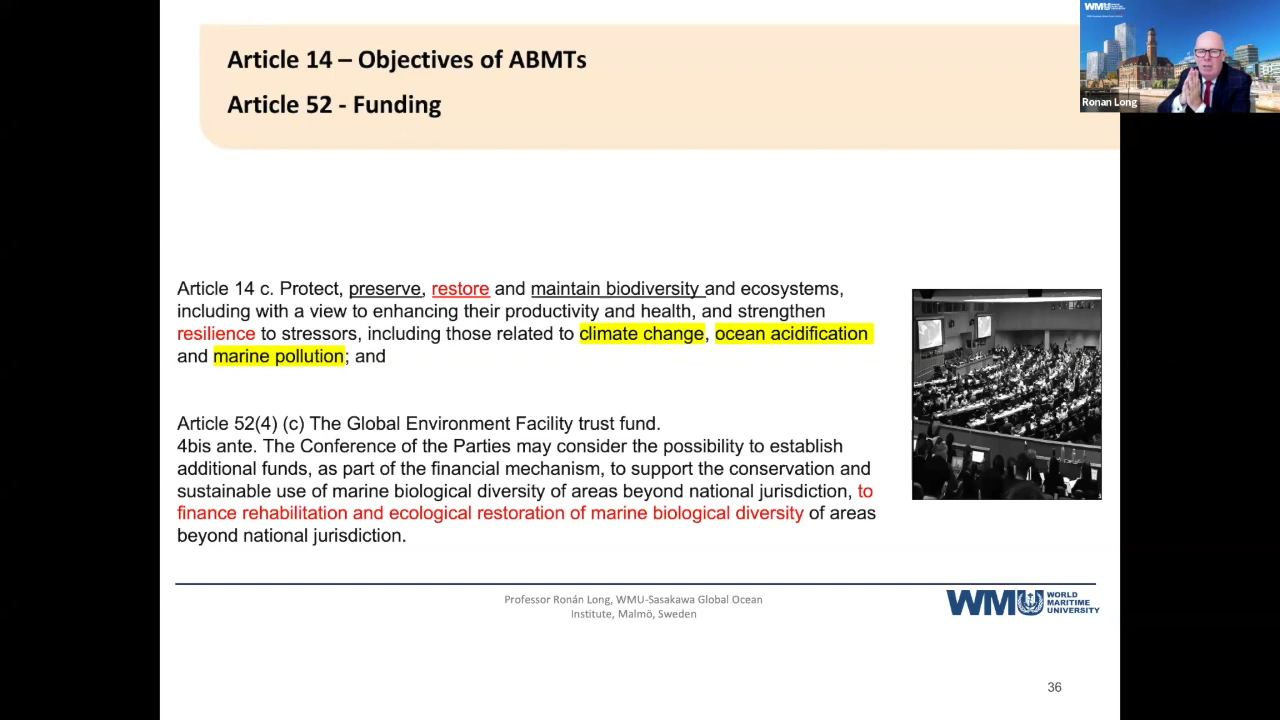 Article 14 – Objectives of ABMTs
Article 52 - Funding
WMU
Ronan Long
Article 14 c. Protect, preserve, restore and maintain biodiversity and ecosystems,
including with a view to enhancing their productivity and health, and strengthen
resilience to stressors, including those related to climate change, ocean acidification
and marine pollution; and
Article 52(4) (c) The Global Environment Facility trust fund.
4bis ante. The Conference of the Parties may consider the possibility to establish
additional funds, as part of the financial mechanism, to support the conservation and
sustainable use of marine biological diversity of areas beyond national jurisdiction, to
finance rehabilitation and ecological restoration of marine biological diversity of areas
beyond national jurisdiction.
Professor Ronán Long, WMU-Sasakawa Global Ocean
Institute, Malmö, Sweden
WMU WORLD
MARITIME
UNIVERSITY
36